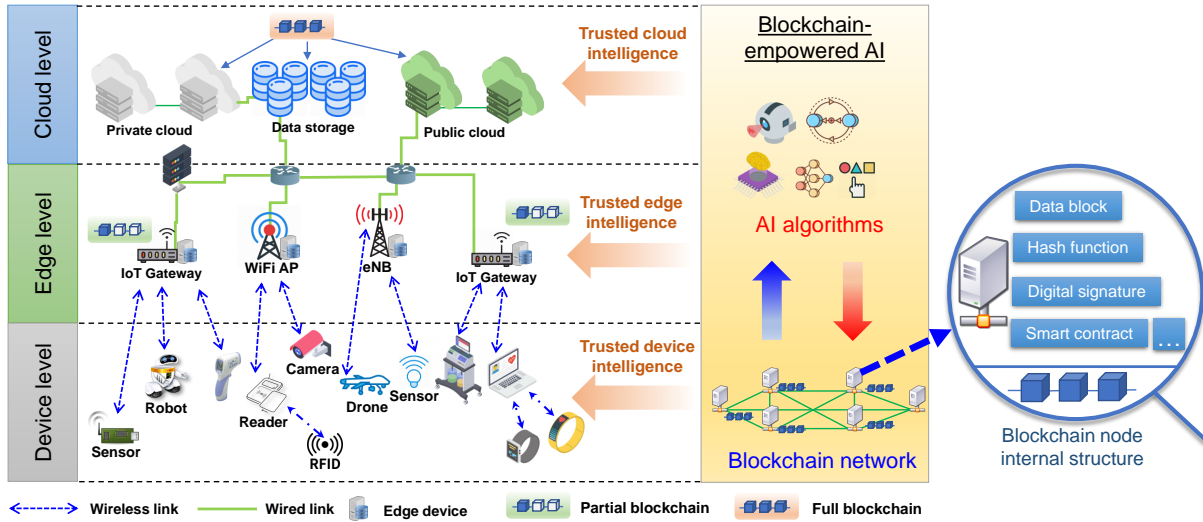 Cloud level
Private cloud
Data storage
Public cloud
Trusted cloud
intelligence
Edge level
IoT Gateway
WiFi AP
eNB
IoT Gateway
Trusted edge
intelligence
Device level
Sensor
Robot
Reader
Camera
RFID
Drone
Sensor
Trusted device
intelligence
Blockchain-
empowered AI
AI algorithms
Blockchain network
Data block
Hash function
Digital signature
Smart contract
...
Blockchain node
internal structure
Wireless link
Wired link
Edge device
Partial blockchain
Full blockchain